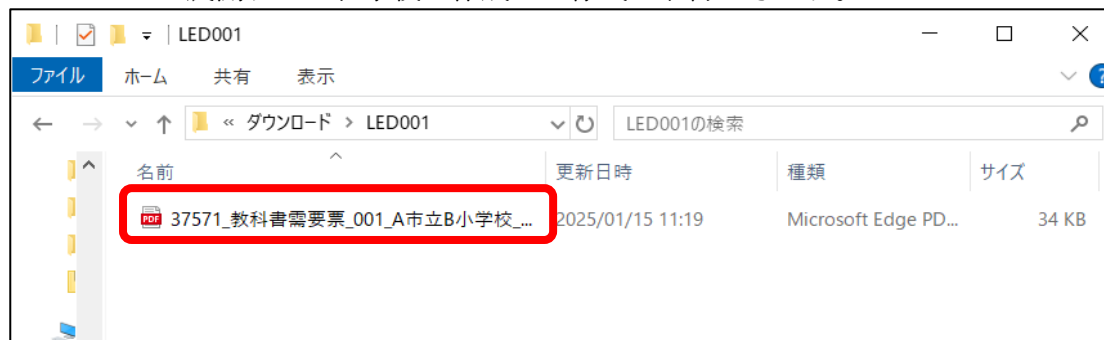 LED001
ファイル ホーム 共有 表示
« ダウンロード > LED001 LED001の検索
名前 更新日時 種類 サイズ
37571_教科書需要票_001_A市立B小学校_... 2025/01/15 11:19 Microsoft Edge PD... 34 KB